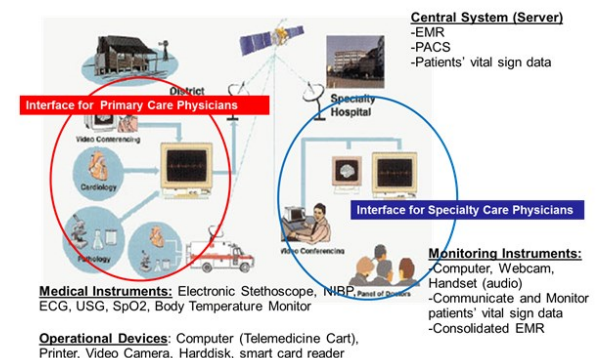 Central System (Server)
-EMR
-PACS
-Patients' vital sign data
District
Interface for Primary Care Physicians
Specialty
Hospital
Video Conferencing
Cardiology
Interface for Specialty Care Physicians
Pathology
Video Conferencing
Panel of Doctors
Monitoring Instruments:
-Computer, Webcam,
Handset (audio)
-Communicate and Monitor
patients' vital sign data
-Consolidated EMR
Medical Instruments: Electronic Stethoscope, NIBP,
ECG, USG, SpO2, Body Temperature Monitor
Operational Devices: Computer (Telemedicine Cart),
Printer, Video Camera, Harddisk, smart card reader